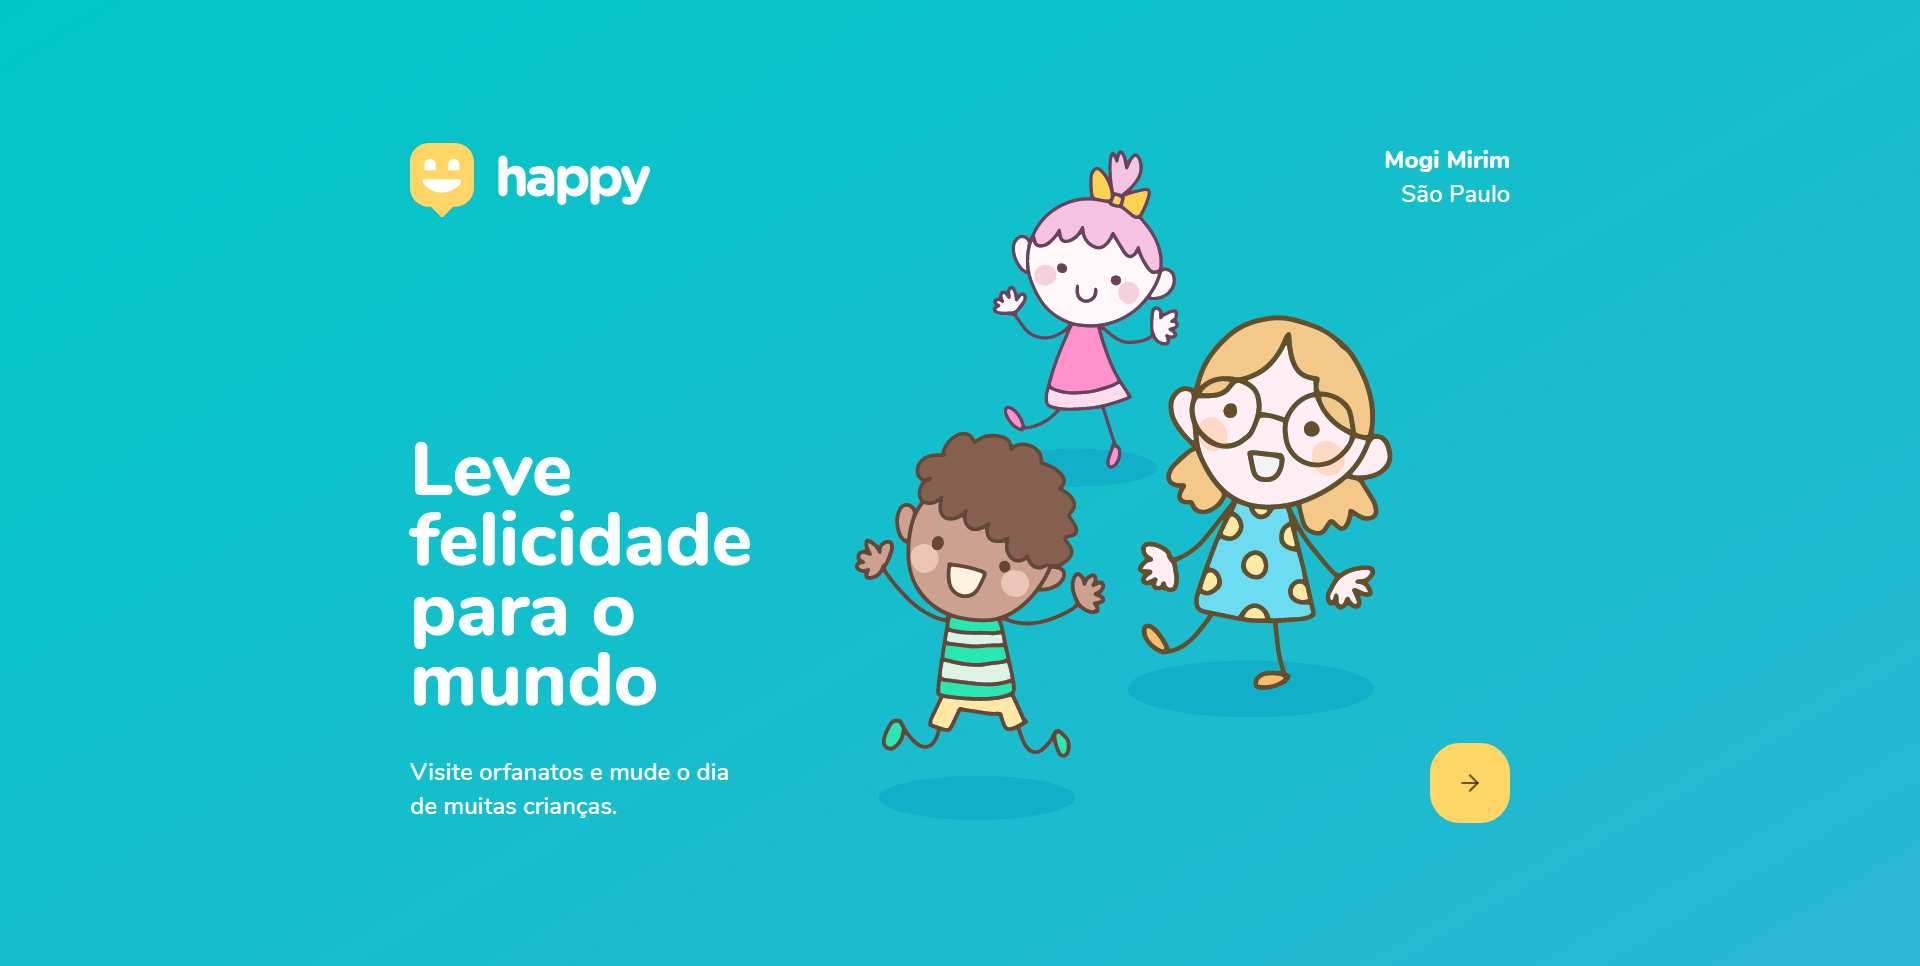 happy
Mogi Mirim
São Paulo
Leve
felicidade
para o
mundo
Visite orfanatos e mude o dia
de muitas crianças.